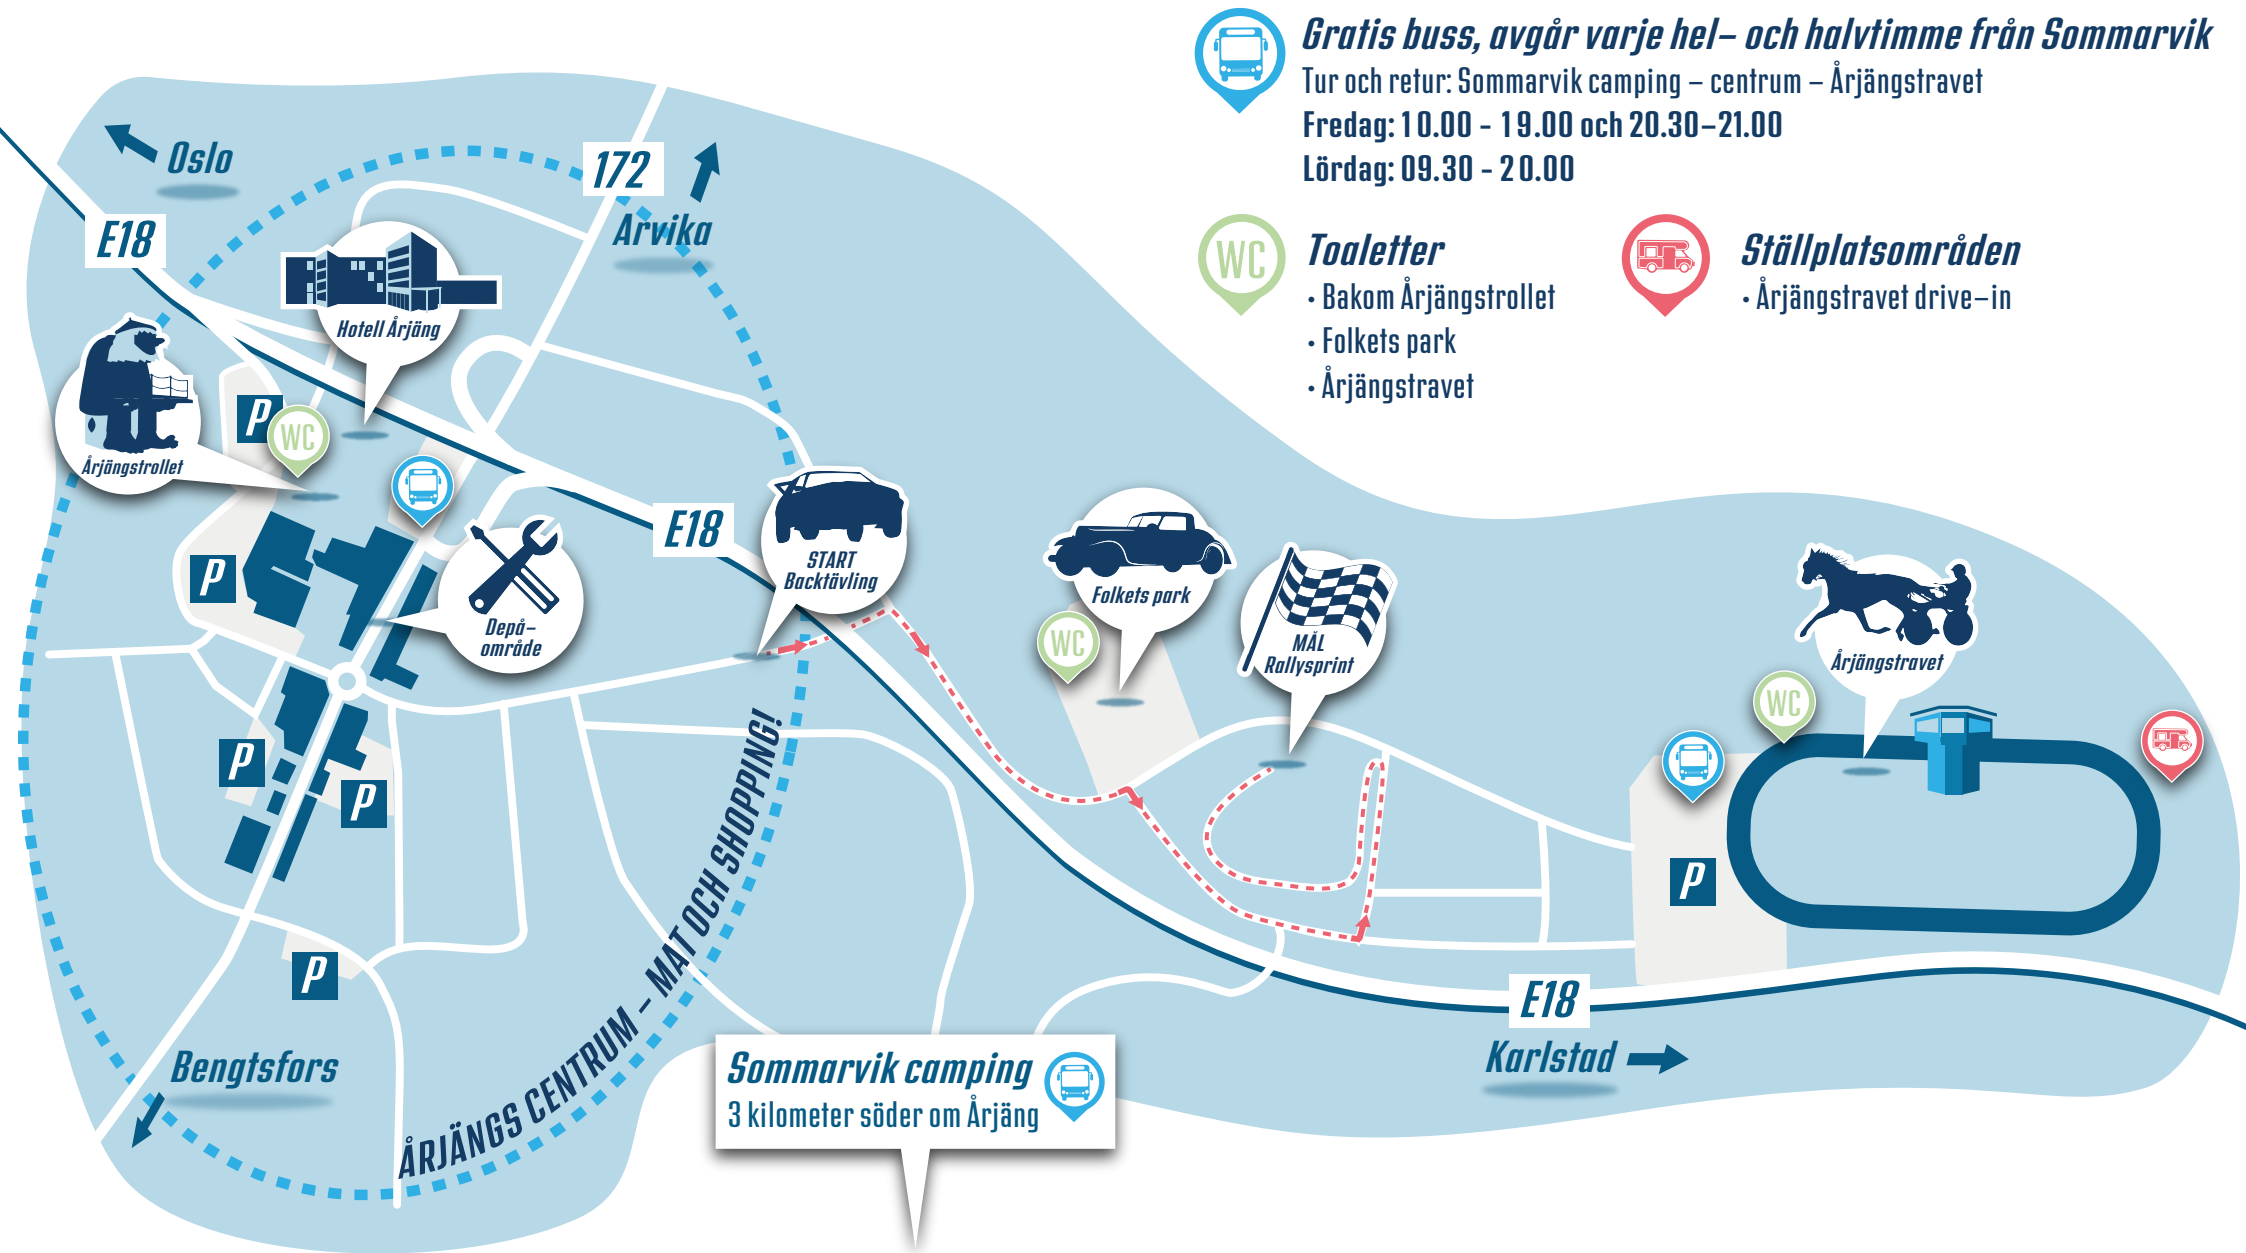 Gratis buss, avgår varje hel– och halvtimme från Sommarvik
Tur och retur: Sommarvik camping – centrum – Årjängstravet
Fredag: 10.00 - 19.00 och 20.30–21.00
Lördag: 09.30 - 20.00
WC
Toaletter
• Bakom Årjängstrollet
• Folkets park
• Årjängstravet
Ställplatsområden
• Årjängstravet drive–in
Oslo
172
Arvika
E18
Hotell Årjäng
P
WC
Årjängstrollet
E18
START
Backtävling
P
Depå–
område
Folkets park
WC
MÅL
Rallysprint
Årjängstravet
WC
P
P
P
P
ÅRJÄNGS CENTRUM – MAT OCH SHOPPING!
E18
Karlstad
Bengtsfors
Sommarvik camping
3 kilometer söder om Årjäng